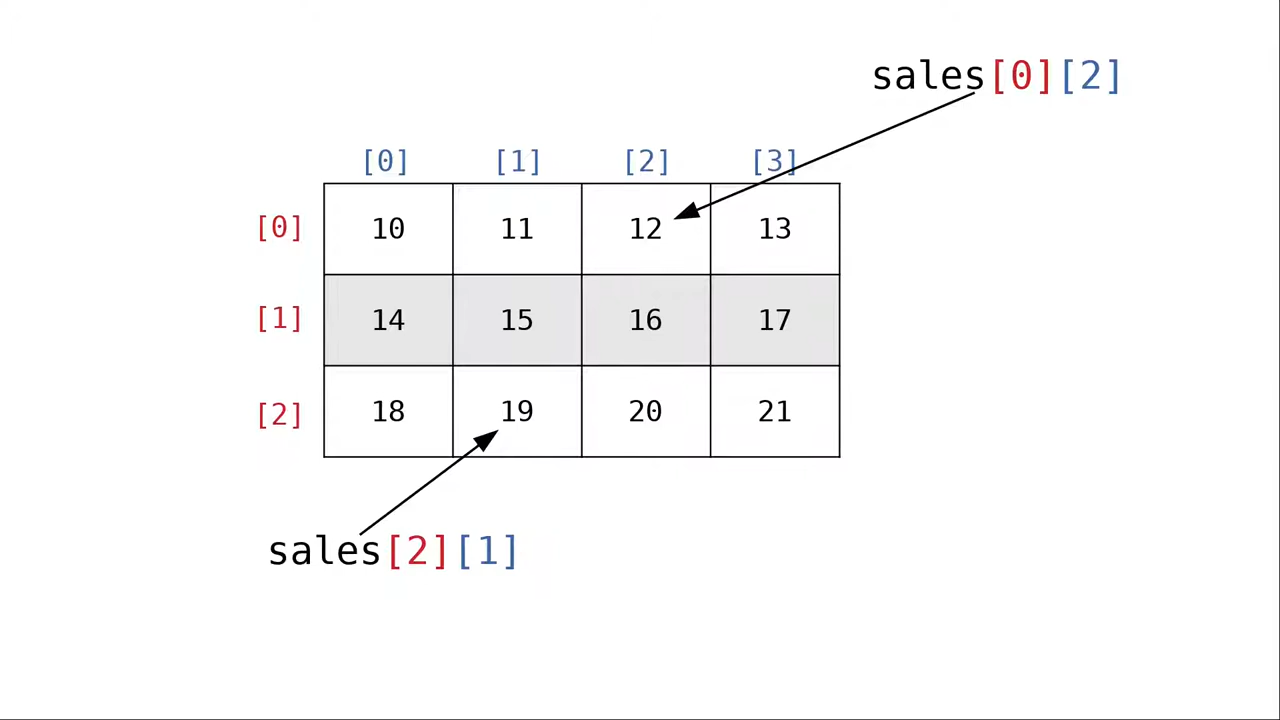 sales[0][2]
[0] [1] [2] [3]
[0] 10 11 12 13
[1] 14 15 16 17
[2] 18 19 20 21
sales[2][1]